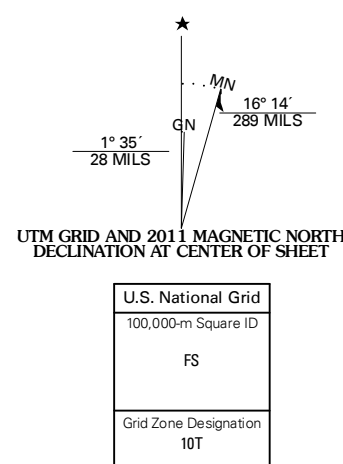 ★
MN
GN
16° 14´
289 MILS
1° 35´
28 MILS
UTM GRID AND 2011 MAGNETIC NORTH
DECLINATION AT CENTER OF SHEET
U.S. National Grid
100,000-m Square ID
FS
Grid Zone Designation
10T